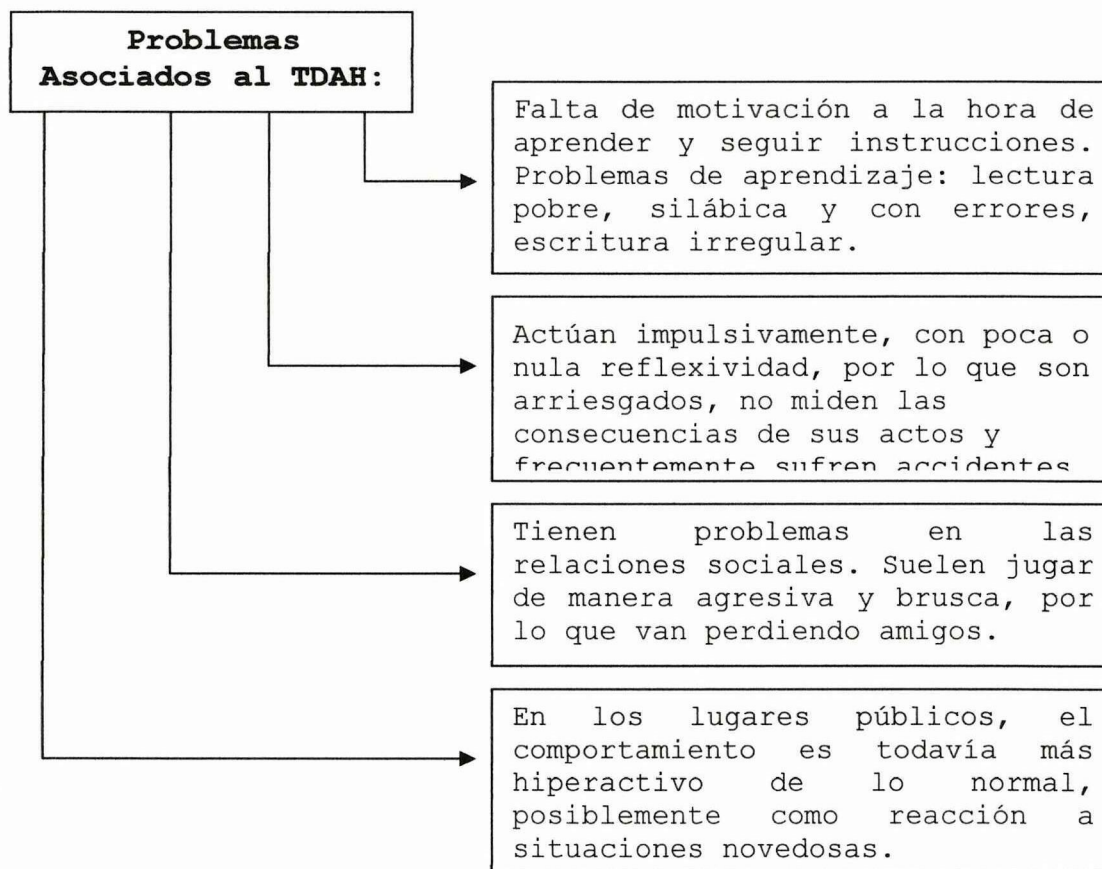 Problemas
Asociados al TDAH:
Falta de motivación a la hora de
aprender y seguir instrucciones.
Problemas de aprendizaje: lectura
pobre, silábica y con errores,
escritura irregular.
Actúan impulsivamente, con poca o
nula reflexividad, por lo que son
arriesgados, no miden las
consecuencias de sus actos y
frecuentemente sufren accidentes
Tienen problemas en las
relaciones sociales. Suelen jugar
de manera agresiva y brusca, por
lo que van perdiendo amigos.
En los lugares públicos, el
comportamiento es todavía más
hiperactivo de lo normal,
posiblemente como reacción a
situaciones novedosas.